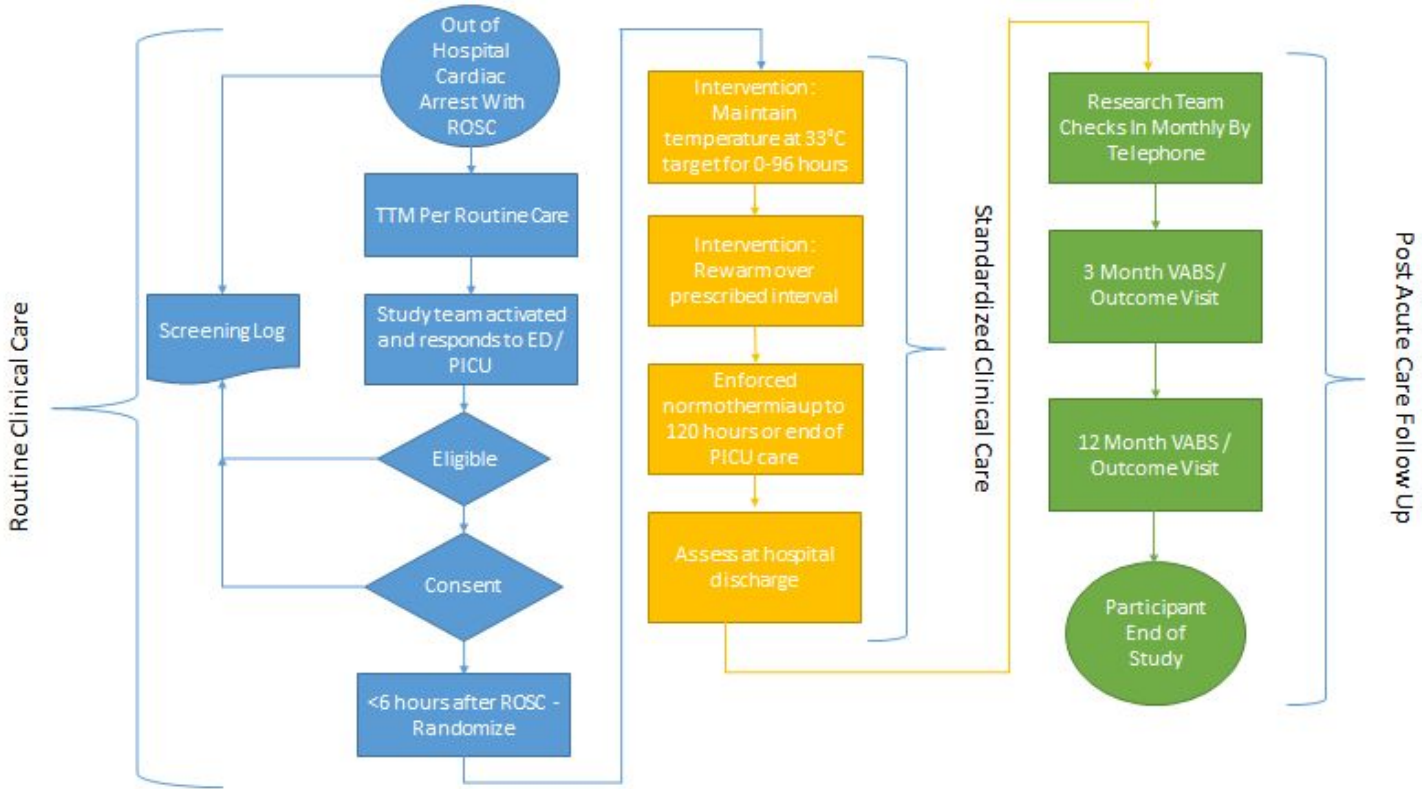 Routine Clinical Care
Out of
Hospital
Cardiac
Arrest With
ROSC
TTM Per Routine Care
Screening Log
Study team activated
and responds to ED /
PICU
Eligible
Consent
<6 hours after ROSC -
Randomize
Intervention:
Maintain
temperature at 33°C
target for 0-96 hours
Intervention:
Rewarm over
prescribed interval
Enforced
normothermia up to
120 hours or end of
PICU care
Assess at hospital
discharge
Standardized Clinical Care
Research Team
Checks In Monthly By
Telephone
3 Month VABS /
Outcome Visit
12 Month VABS /
Outcome Visit
Participant
End of
Study
Post Acute Care Follow Up